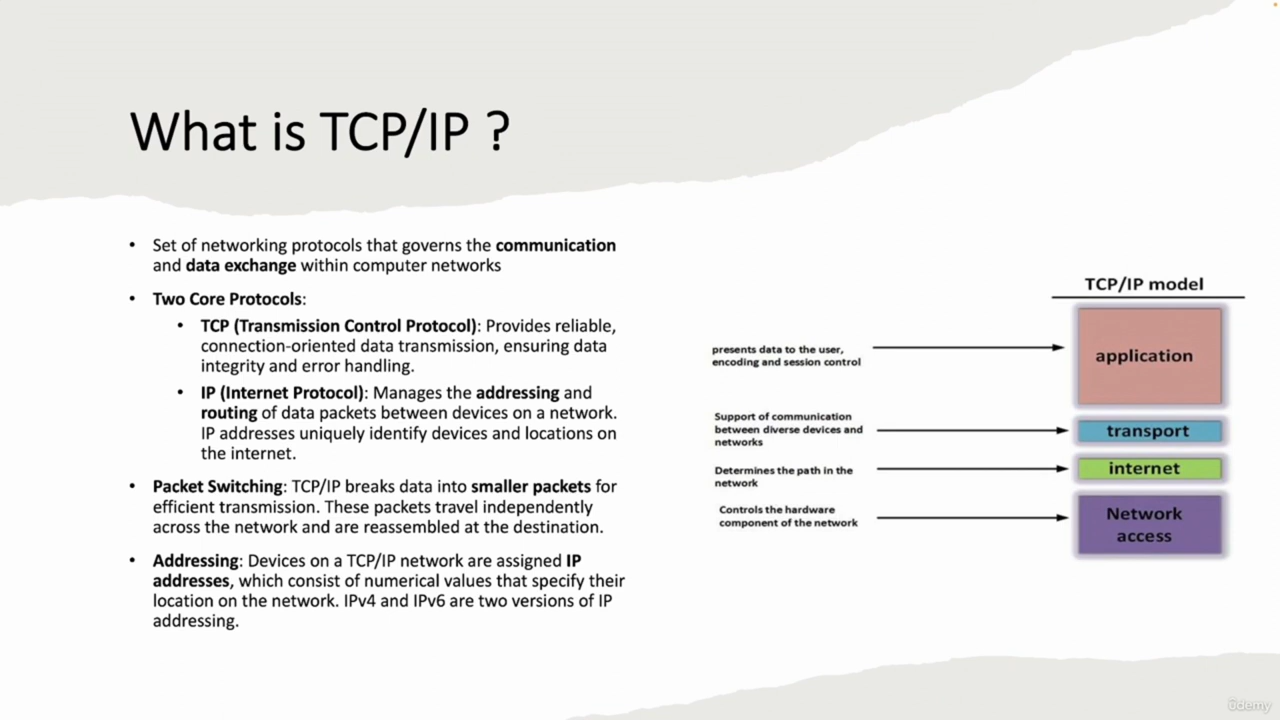 What is TCP/IP ?
• Set of networking protocols that governs the communication
and data exchange within computer networks
• Two Core Protocols:
• TCP (Transmission Control Protocol): Provides reliable,
connection-oriented data transmission, ensuring data
integrity and error handling.
• IP (Internet Protocol): Manages the addressing and
routing of data packets between devices on a network.
IP addresses uniquely identify devices and locations on
the internet.
• Packet Switching: TCP/IP breaks data into smaller packets for
efficient transmission. These packets travel independently
across the network and are reassembled at the destination.
• Addressing: Devices on a TCP/IP network are assigned IP
addresses, which consist of numerical values that specify their
location on the network. IPv4 and IPv6 are two versions of IP
addressing.
TCP/IP model
presents data to the user,
encoding and session control
application
Support of communication
between diverse devices and
networks
transport
Determines the path in the
network
internet
Controls the hardware
component of the network
Network
access
ûdemy